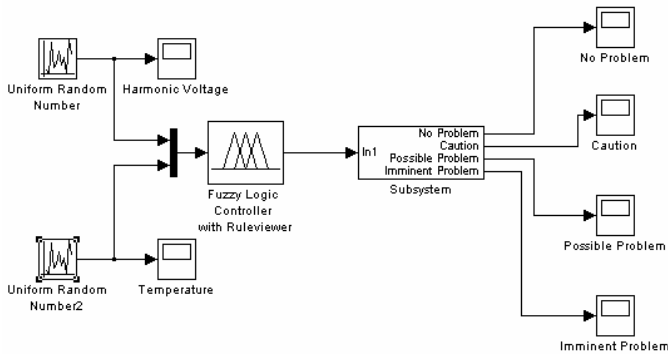 No Problem
Uniform Random
Number
Harmonic Voltage
Fuzzy Logic
Controller
with Ruleviewer
In1
No Problem
Caution
Possible Problem
Imminent Problem
Subsystem
Caution
Possible Problem
Uniform Random
Number2
Temperature
Imminent Problem